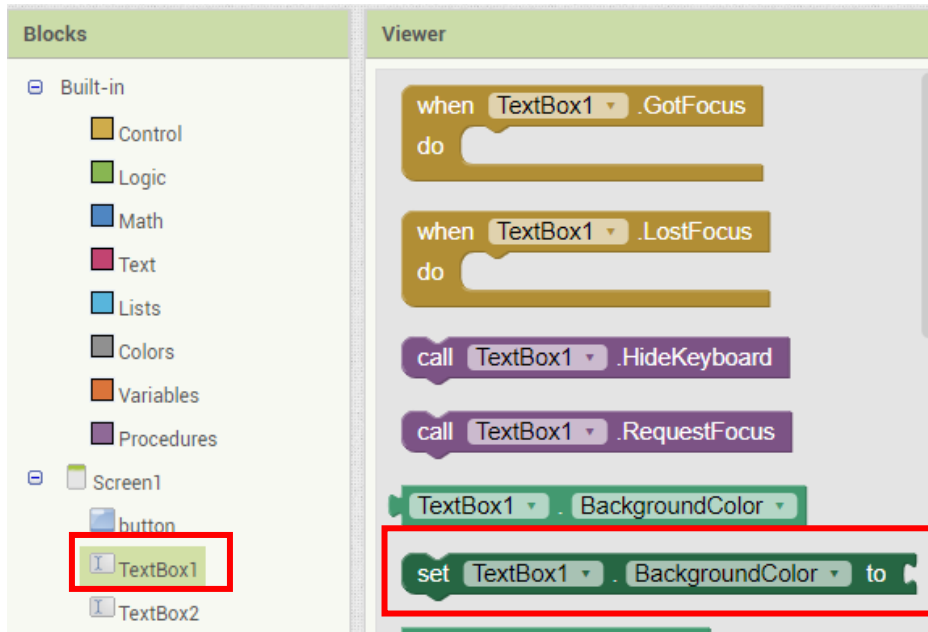 Blocks
Built-in
Control
Logic
Math
Text
Lists
Colors
Variables
Procedures
Screen1
button
TextBox1
TextBox2
Viewer
when TextBox1 .GotFocus
do
when TextBox1 .LostFocus
do
call TextBox1 .HideKeyboard
call TextBox1 .RequestFocus
TextBox1 . BackgroundColor
set TextBox1 . BackgroundColor to